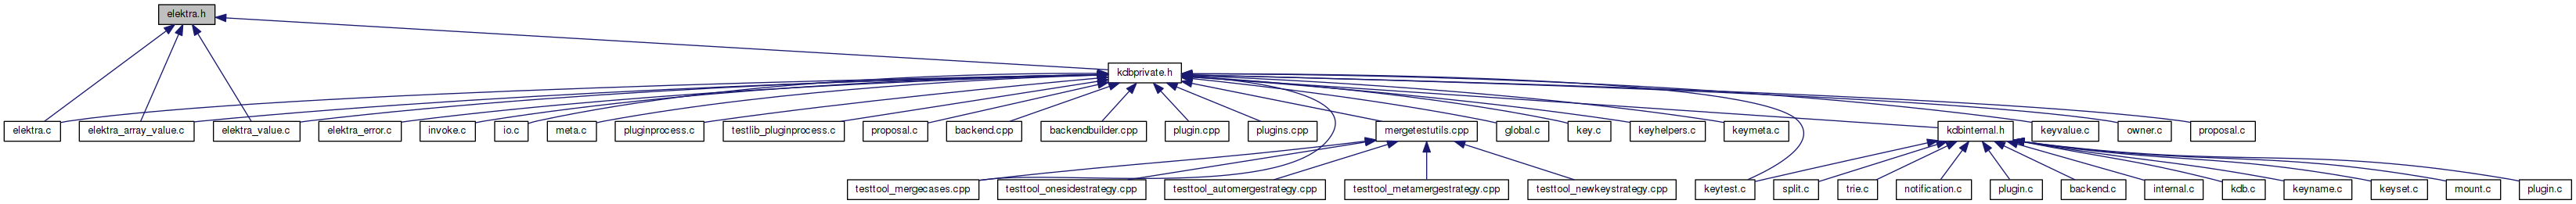 elektra.h
kdbprivate.h
elektra.c
elektra_array_value.c
elektra_value.c
elektra_error.c
invoke.c
io.c
meta.c
pluginprocess.c
testlib_pluginprocess.c
proposal.c
backend.cpp
backendbuilder.cpp
plugin.cpp
plugins.cpp
mergetestutils.cpp
global.c
key.c
keyhelpers.c
keymeta.c
kdbinternal.h
keyvalue.c
owner.c
proposal.c
testtool_mergecases.cpp
testtool_onesidestrategy.cpp
testtool_automergestrategy.cpp
testtool_metamergestrategy.cpp
testtool_newkeystrategy.cpp
keytest.c
split.c
trie.c
notification.c
plugin.c
backend.c
internal.c
kdb.c
keyname.c
keyset.c
mount.c
plugin.c